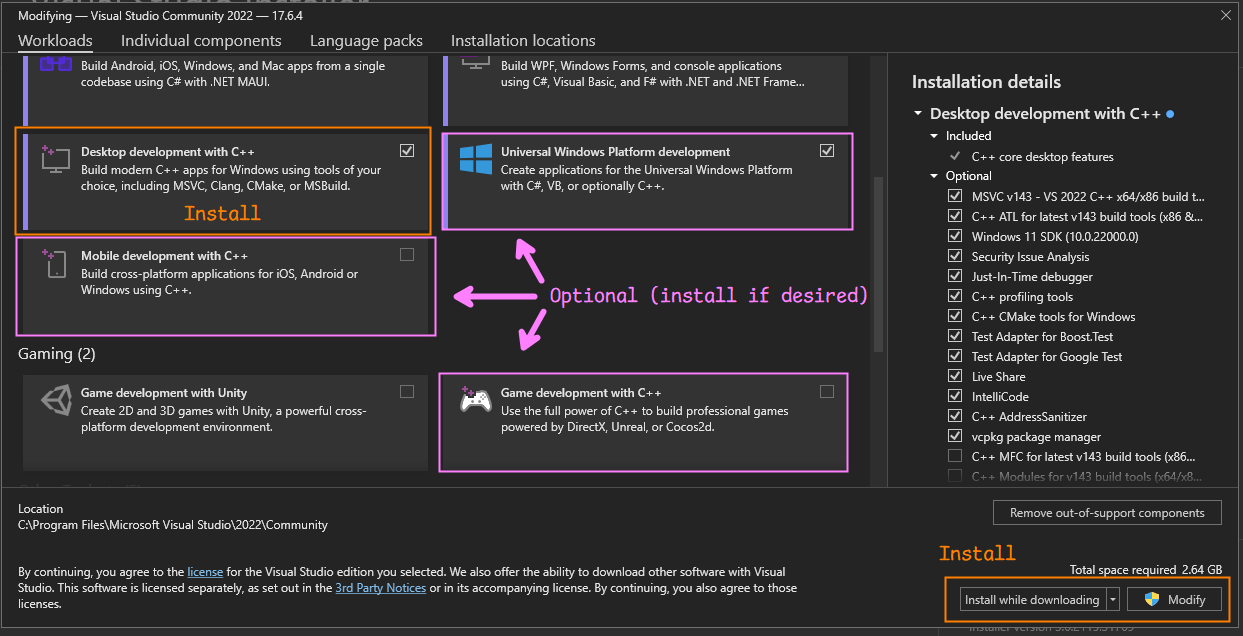 Modifying — Visual Studio Community 2022 — 17.6.4
Workloads Individual components Language packs Installation locations
Build Android, iOS, Windows, and Mac apps from a single
codebase using C# with .NET MAUI.
Build WPF, Windows Forms, and console applications
using C#, Visual Basic, and F# with .NET and .NET Frame...
Desktop development with C++
Build modern C++ apps for Windows using tools of your
choice, including MSVC, Clang, CMake, or MSBuild.
Install
Universal Windows Platform development
Create applications for the Universal Windows Platform
with C#, VB, or optionally C++.
Mobile development with C++
Build cross-platform applications for iOS, Android or
Windows using C++.
Optional (install if desired)
Gaming (2)
Game development with Unity
Create 2D and 3D games with Unity, a powerful cross-
platform development environment.
Game development with C++
Use the full power of C++ to build professional games
powered by DirectX, Unreal, or Cocos2d.
Installation details
Desktop development with C++
Included
C++ core desktop features
Optional
MSVC v143 - VS 2022 C++ x64/x86 build t...
C++ ATL for latest v143 build tools (x86 &...
Windows 11 SDK (10.0.22000.0)
Security Issue Analysis
Just-In-Time debugger
C++ profiling tools
C++ CMake tools for Windows
Test Adapter for Boost.Test
Test Adapter for Google Test
Live Share
IntelliCode
C++ AddressSanitizer
vcpkg package manager
C++ MFC for latest v143 build tools (x86...
C++ Modules for v143 build tools (x64/x8...
Location
C:\Program Files\Microsoft Visual Studio\2022\Community
By continuing, you agree to the license for the Visual Studio edition you selected. We also offer the ability to download other software with Visual
Studio. This software is licensed separately, as set out in the 3rd Party Notices or in its accompanying license. By continuing, you also agree to those
licenses.
Remove out-of-support components
Install
Total space required 2.64 GB
Install while downloading Modify